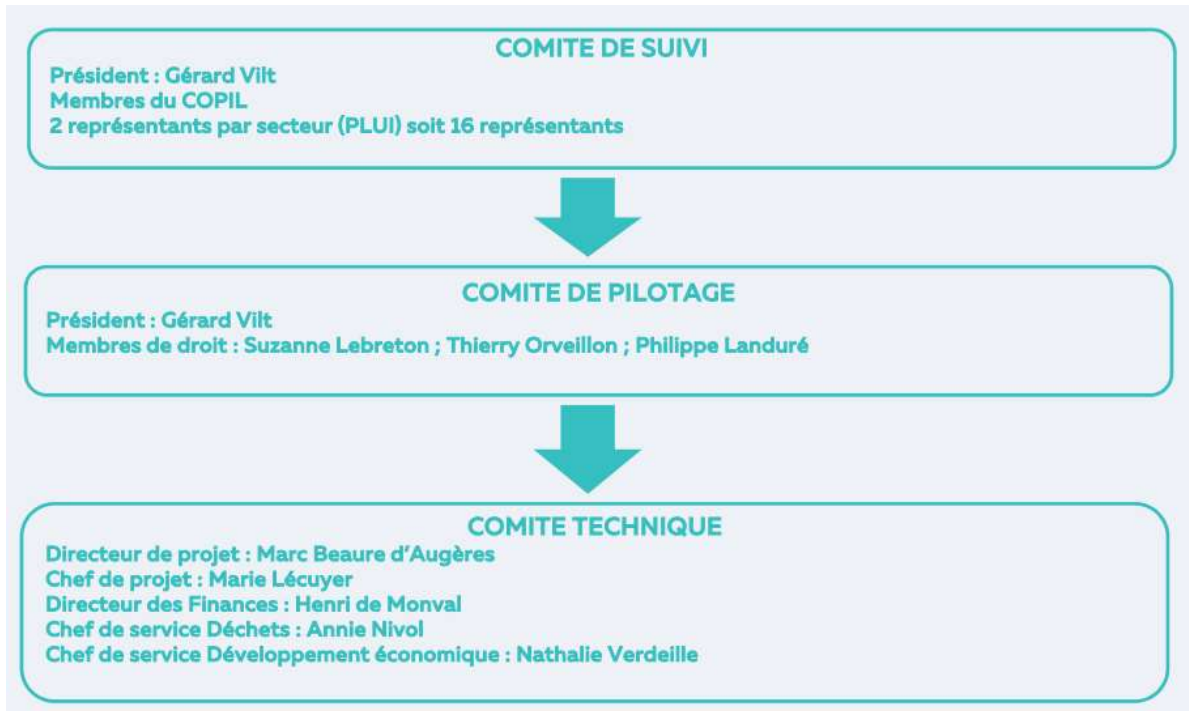 COMITE DE SUIVI
Président : Gérard Vilt
Membres du COPIL
2 représentants par secteur (PLUI) soit 16 représentants
COMITE DE PILOTAGE
Président : Gérard Vilt
Membres de droit : Suzanne Lebreton ; Thierry Orveillon ; Philippe Landuré
COMITE TECHNIQUE
Directeur de projet : Marc Beaure d’Augères
Chef de projet : Marie Lécuyer
Directeur des Finances : Henri de Monval
Chef de service Déchets : Annie Nivol
Chef de service Développement économique : Nathalie Verdeille